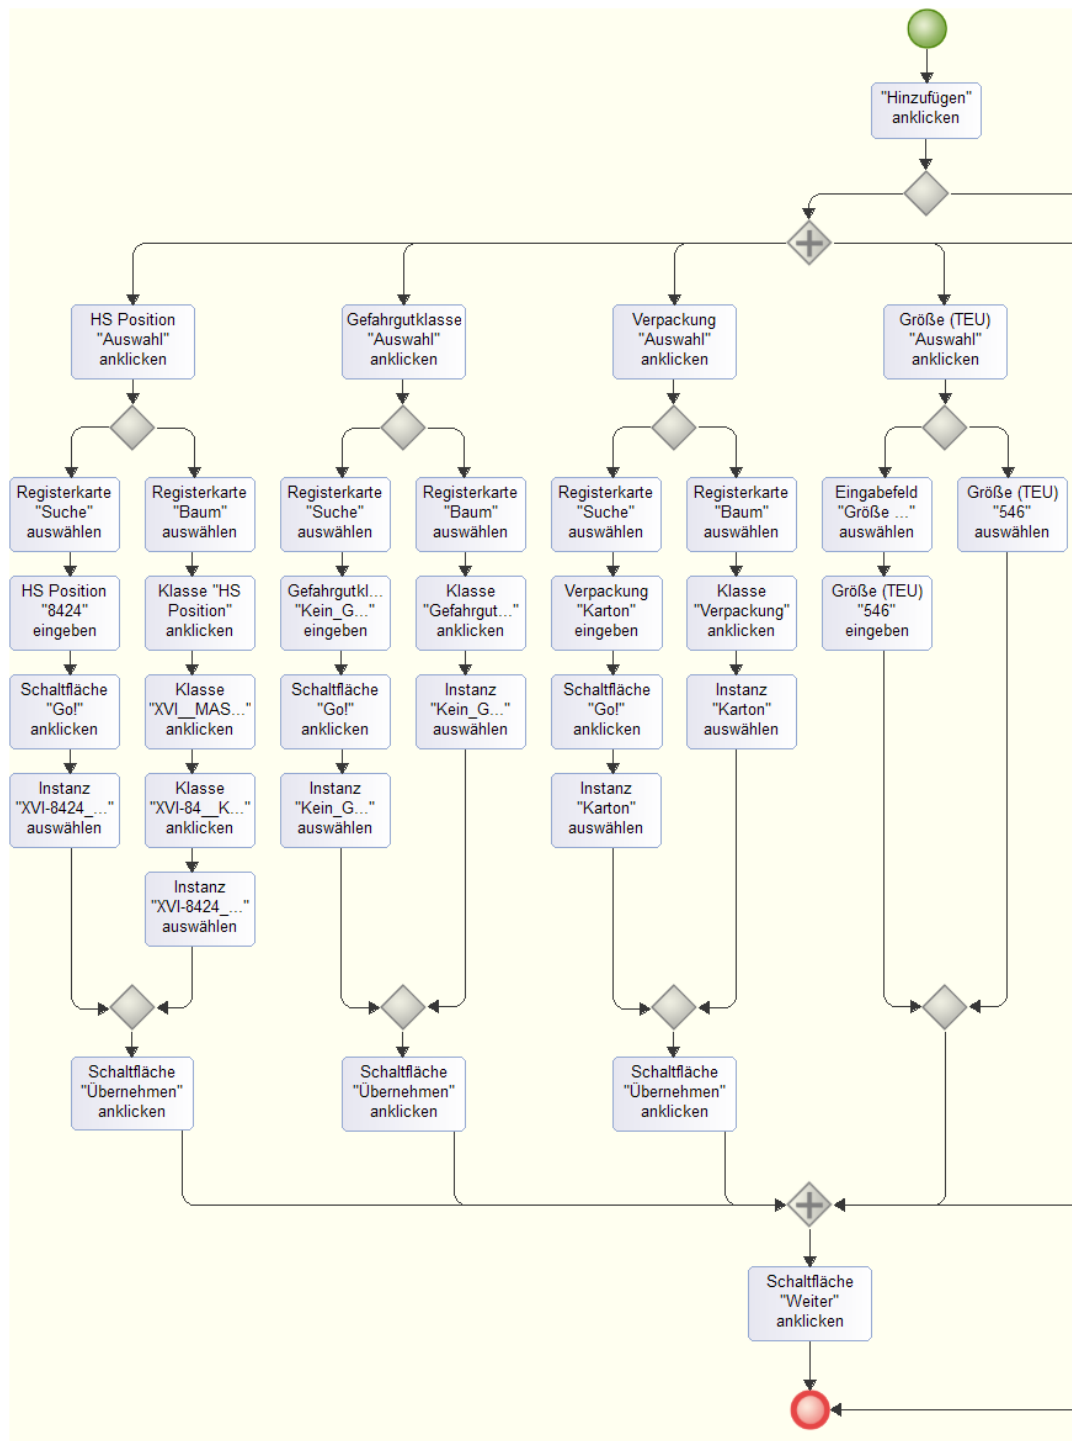 "Hinzufügen"
anklicken
HS Position
"Auswahl"
anklicken
Gefahrgutklasse
"Auswahl"
anklicken
Verpackung
"Auswahl"
anklicken
Größe (TEU)
"Auswahl"
anklicken
Registerkarte
"Suche"
auswählen
Registerkarte
"Baum"
auswählen
Registerkarte
"Suche"
auswählen
Registerkarte
"Baum"
auswählen
Registerkarte
"Suche"
auswählen
Registerkarte
"Baum"
auswählen
Eingabefeld
"Größe ..."
auswählen
Größe (TEU)
"546"
auswählen
HS Position
"8424"
eingeben
Klasse "HS
Position"
anklicken
Gefahrgutkl...
"Kein_G..."
eingeben
Klasse
"Gefahrgut..."
anklicken
Verpackung
"Karton"
eingeben
Klasse
"Verpackung"
anklicken
Größe (TEU)
"546"
eingeben
Schaltfläche
"Go!"
anklicken
Klasse
"XVI__MAS..."
anklicken
Schaltfläche
"Go!"
anklicken
Instanz
"Kein_G..."
auswählen
Schaltfläche
"Go!"
anklicken
Instanz
"Karton"
auswählen
Instanz
"XVI-8424_..."
auswählen
Klasse
"XVI-84__K..."
anklicken
Instanz
"Kein_G..."
auswählen
Instanz
"Karton"
auswählen
Instanz
"XVI-8424_..."
auswählen
Schaltfläche
"Übernehmen"
anklicken
Schaltfläche
"Übernehmen"
anklicken
Schaltfläche
"Übernehmen"
anklicken
Schaltfläche
"Weiter"
anklicken